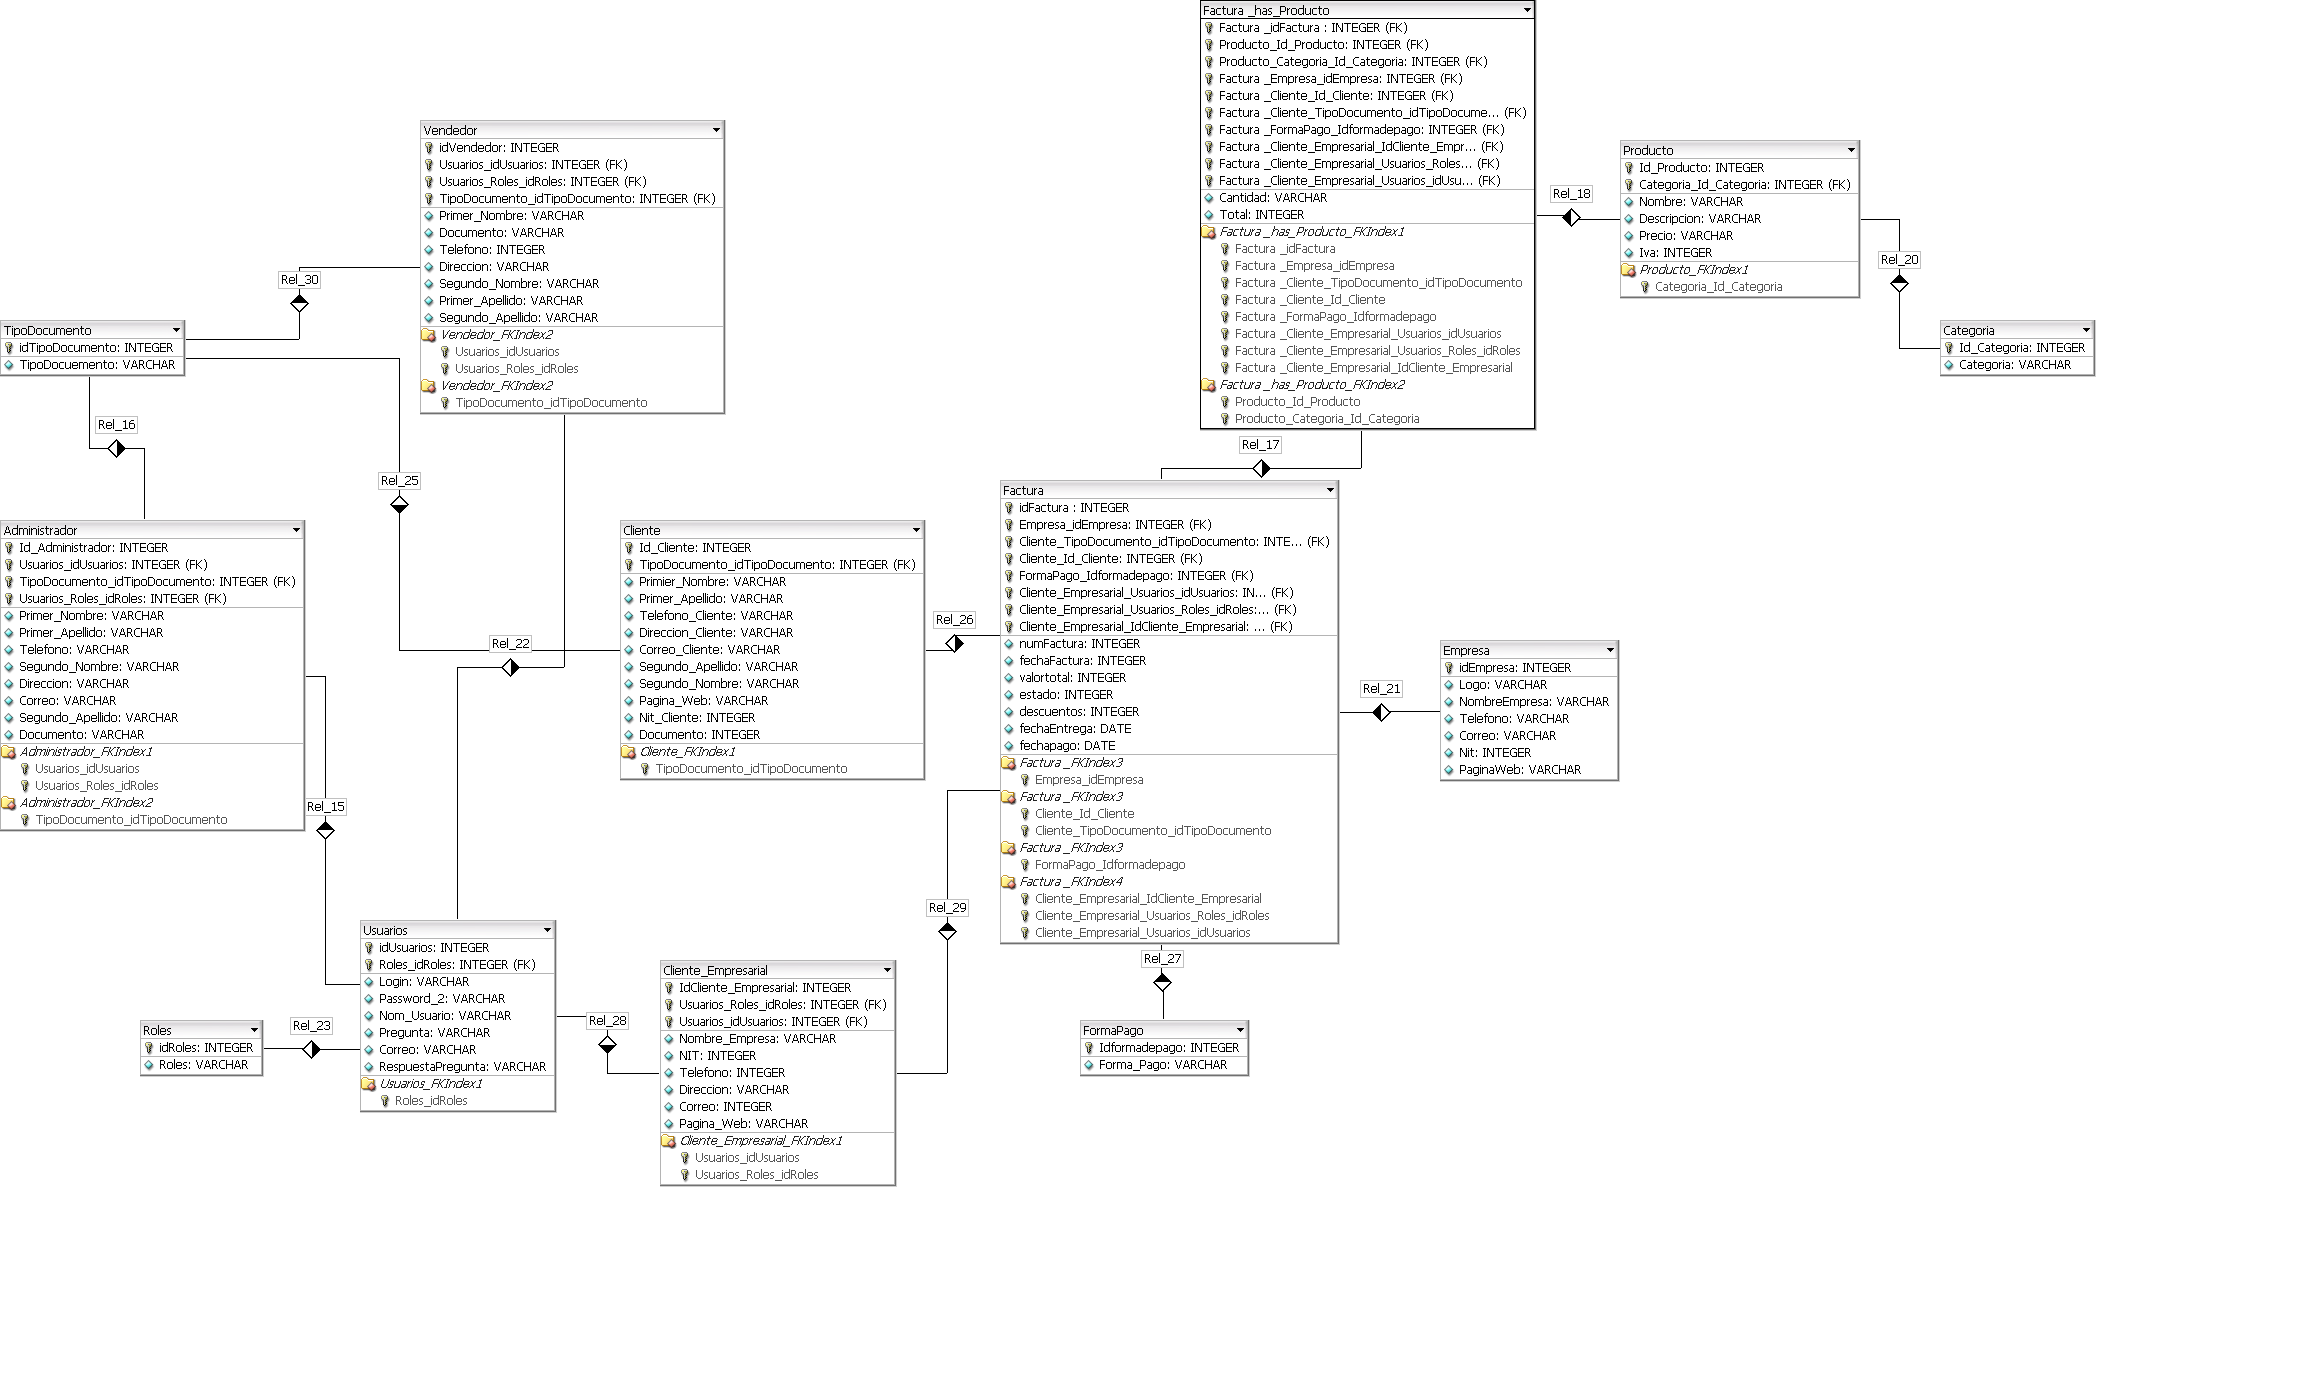 Factura _has_Producto
Factura _idFactura : INTEGER (FK)
Producto_Id_Producto: INTEGER (FK)
Producto_Categoria_Id_Categoria: INTEGER (FK)
Factura _Empresa_idEmpresa: INTEGER (FK)
Factura _Cliente_Id_Cliente: INTEGER (FK)
Factura _Cliente_TipoDocumento_idTipoDocume... (FK)
Factura _FormaPago_Idformadepago: INTEGER (FK)
Factura _Cliente_Empresarial_IdCliente_Empr... (FK)
Factura _Cliente_Empresarial_Usuarios_Roles... (FK)
Factura _Cliente_Empresarial_Usuarios_idUsu... (FK)
Cantidad: VARCHAR
Total: INTEGER
Factura _has_Producto_FKIndex1
Factura _idFactura
Factura _Empresa_idEmpresa
Factura _Cliente_TipoDocumento_idTipoDocumento
Factura _Cliente_Id_Cliente
Factura _FormaPago_Idformadepago
Factura _Cliente_Empresarial_Usuarios_idUsuarios
Factura _Cliente_Empresarial_Usuarios_Roles_idRoles
Factura _Cliente_Empresarial_IdCliente_Empresarial
Factura _has_Producto_FKIndex2
Producto_Id_Producto
Producto_Categoria_Id_Categoria
Vendedor
idVendedor: INTEGER
Usuarios_idUsuarios: INTEGER (FK)
Usuarios_Roles_idRoles: INTEGER (FK)
TipoDocumento_idTipoDocumento: INTEGER (FK)
Primer_Nombre: VARCHAR
Documento: VARCHAR
Telefono: INTEGER
Direccion: VARCHAR
Segundo_Nombre: VARCHAR
Primer_Apellido: VARCHAR
Segundo_Apellido: VARCHAR
Vendedor_FKIndex2
Usuarios_idUsuarios
Usuarios_Roles_idRoles
Vendedor_FKIndex2
TipoDocumento_idTipoDocumento
Producto
Id_Producto: INTEGER
Categoria_Id_Categoria: INTEGER (FK)
Nombre: VARCHAR
Descripcion: VARCHAR
Precio: VARCHAR
Iva: INTEGER
Producto_FKIndex1
Categoria_Id_Categoria
Rel_18
Rel_20
Rel_30
TipoDocumento
idTipoDocumento: INTEGER
TipoDocuemento: VARCHAR
Categoria
Id_Categoria: INTEGER
Categoria: VARCHAR
Rel_16
Rel_17
Rel_25
Administrador
Id_Administrador: INTEGER
Usuarios_idUsuarios: INTEGER (FK)
TipoDocumento_idTipoDocumento: INTEGER (FK)
Usuarios_Roles_idRoles: INTEGER (FK)
Primer_Nombre: VARCHAR
Primer_Apellido: VARCHAR
Telefono: VARCHAR
Segundo_Nombre: VARCHAR
Direccion: VARCHAR
Correo: VARCHAR
Segundo_Apellido: VARCHAR
Documento: VARCHAR
Administrador_FKIndex1
Usuarios_idUsuarios
Usuarios_Roles_idRoles
Administrador_FKIndex2
TipoDocumento_idTipoDocumento
Rel_22
Cliente
Id_Cliente: INTEGER
TipoDocumento_idTipoDocumento: INTEGER (FK)
Primier_Nombre: VARCHAR
Primer_Apellido: VARCHAR
Telefono_Cliente: VARCHAR
Direccion_Cliente: VARCHAR
Correo_Cliente: VARCHAR
Segundo_Apellido: VARCHAR
Segundo_Nombre: VARCHAR
Pagina_Web: VARCHAR
Nit_Cliente: INTEGER
Documento: INTEGER
Cliente_FKIndex1
TipoDocumento_idTipoDocumento
Rel_26
Factura
idFactura : INTEGER
Empresa_idEmpresa: INTEGER (FK)
Cliente_TipoDocumento_idTipoDocumento: INTE... (FK)
Cliente_Id_Cliente: INTEGER (FK)
FormaPago_Idformadepago: INTEGER (FK)
Cliente_Empresarial_Usuarios_idUsuarios: IN... (FK)
Cliente_Empresarial_Usuarios_Roles_idRoles:... (FK)
Cliente_Empresarial_IdCliente_Empresarial: ... (FK)
numFactura: INTEGER
fechaFactura: INTEGER
valortotal: INTEGER
estado: INTEGER
descuentos: INTEGER
fechaEntrega: DATE
fechapago: DATE
Factura _FKIndex3
Empresa_idEmpresa
Factura _FKIndex3
Cliente_Id_Cliente
Cliente_TipoDocumento_idTipoDocumento
Factura _FKIndex3
FormaPago_Idformadepago
Factura _FKIndex4
Cliente_Empresarial_IdCliente_Empresarial
Cliente_Empresarial_Usuarios_Roles_idRoles
Cliente_Empresarial_Usuarios_idUsuarios
Rel_21
Empresa
idEmpresa: INTEGER
Logo: VARCHAR
NombreEmpresa: VARCHAR
Telefono: VARCHAR
Correo: VARCHAR
Nit: INTEGER
PaginaWeb: VARCHAR
Rel_15
Rel_29
Rel_27
Usuarios
idUsuarios: INTEGER
Roles_idRoles: INTEGER (FK)
Login: VARCHAR
Password_2: VARCHAR
Nom_Usuario: VARCHAR
Pregunta: VARCHAR
Correo: VARCHAR
RespuestaPregunta: VARCHAR
Usuarios_FKIndex1
Roles_idRoles
Rel_28
Cliente_Empresarial
IdCliente_Empresarial: INTEGER
Usuarios_Roles_idRoles: INTEGER (FK)
Usuarios_idUsuarios: INTEGER (FK)
Nombre_Empresa: VARCHAR
NIT: INTEGER
Telefono: INTEGER
Direccion: VARCHAR
Correo: INTEGER
Pagina_Web: VARCHAR
Cliente_Empresarial_FKIndex1
Usuarios_idUsuarios
Usuarios_Roles_idRoles
Roles
idRoles: INTEGER
Roles: VARCHAR
Rel_23
FormaPago
Idformadepago: INTEGER
Forma_Pago: VARCHAR